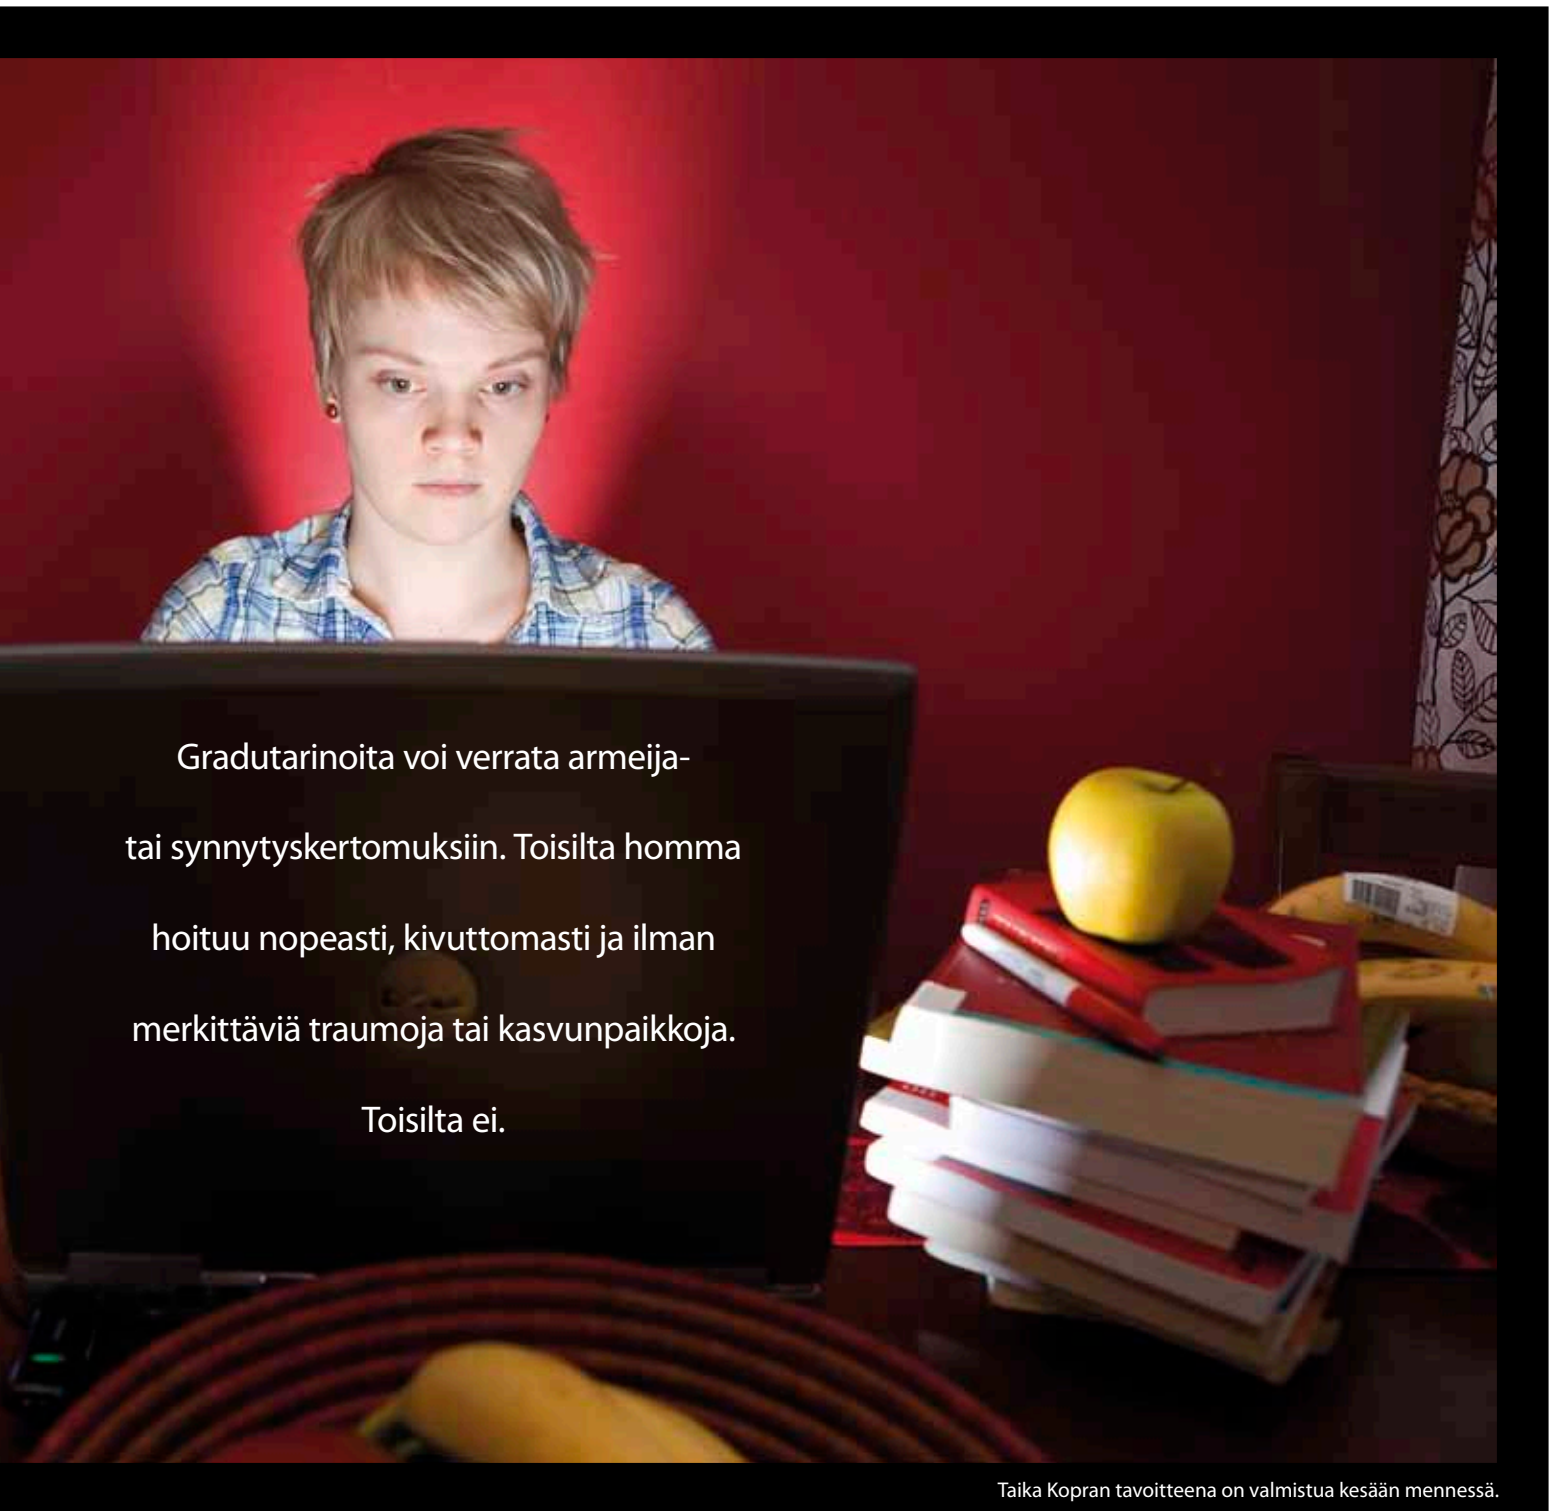 Gradutarinoita voi verrata armeija-
tai synnytyskertomuksiin. Toisilta homma
hoituu nopeasti, kivuttomasti ja ilman
merkittäviä traumoja tai kasvunpaikkoja.
Toisilta ei.
Taika Kopran tavoitteena on valmistua kesään mennessä.